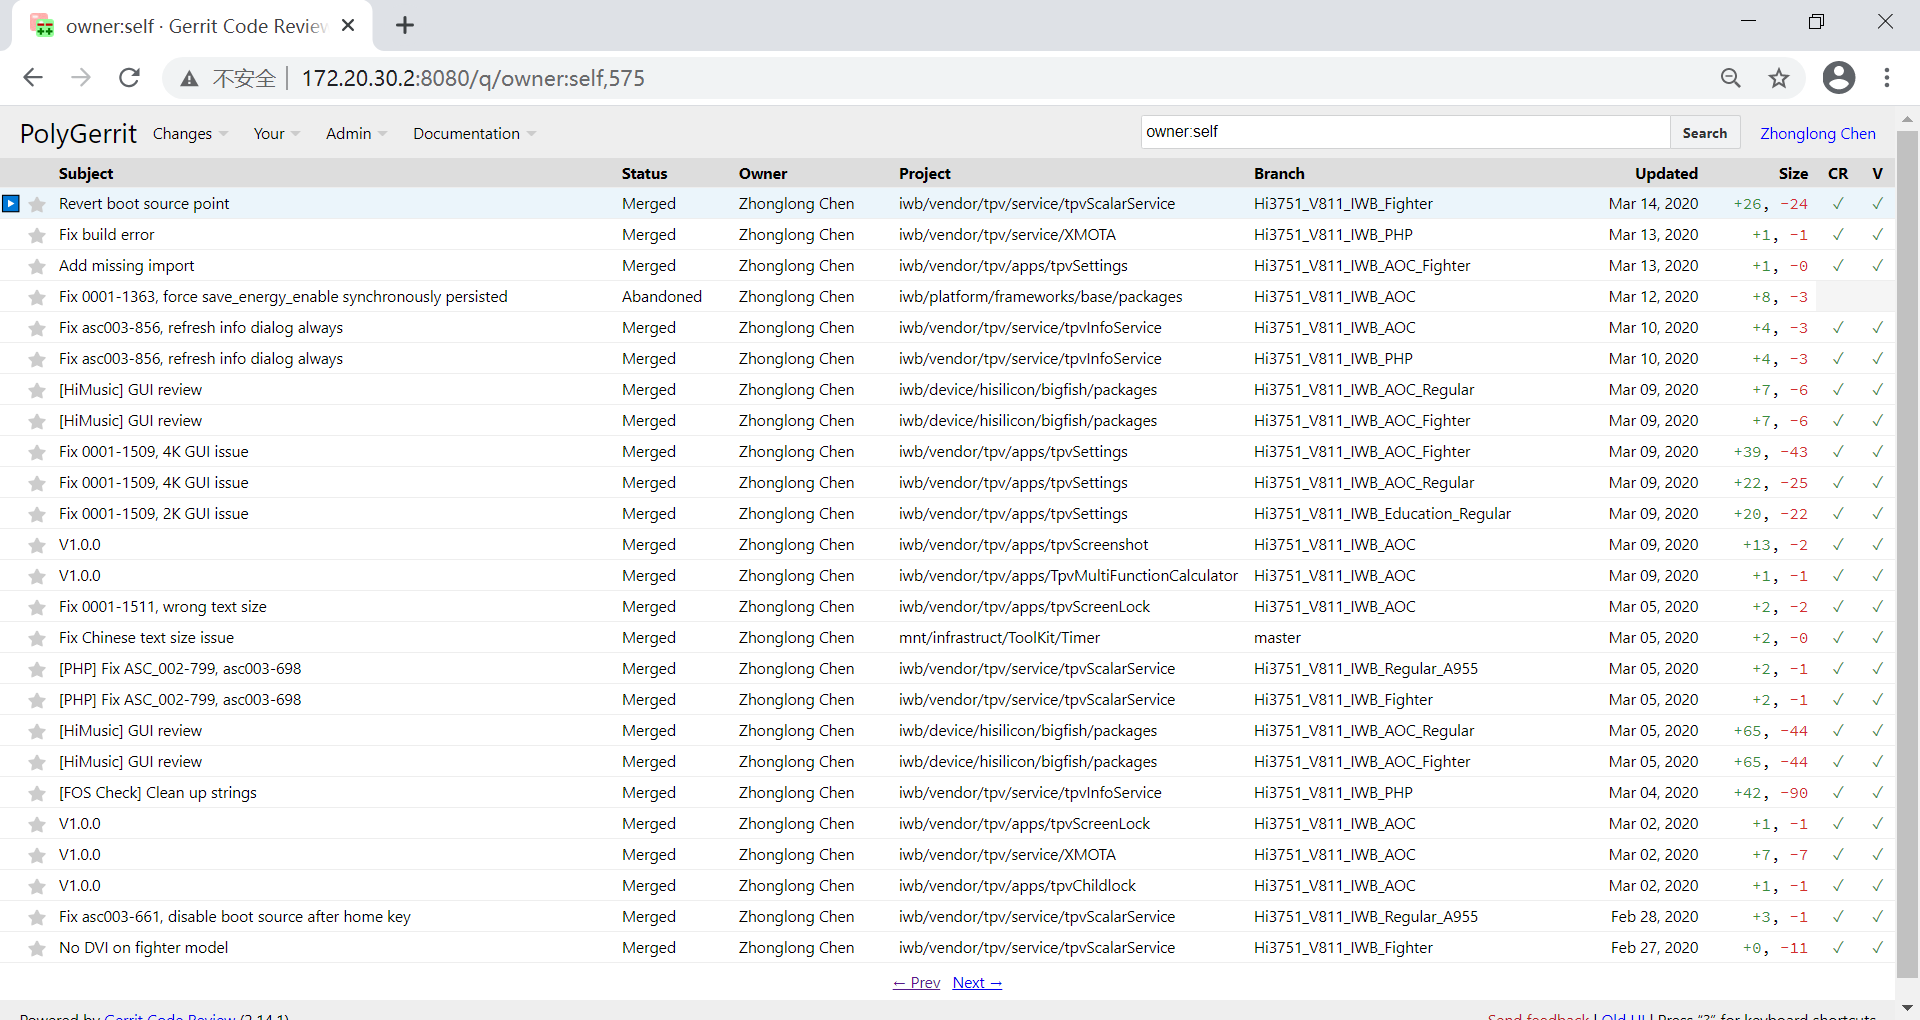 owner:self · Gerrit Code Review
不安全 172.20.30.2:8080/q/owner:self,575
PolyGerrit Changes Your Admin Documentation owner:self Search Zhonglong Chen
Subject Status Owner Project Branch Updated Size CR V
Revert boot source point Merged Zhonglong Chen iwb/vendor/tpv/service/tpvScalarService Hi3751_V811_IWB_Fighter Mar 14, 2020 +26, -24 ✓ ✓
Fix build error Merged Zhonglong Chen iwb/vendor/tpv/service/XMOTA Hi3751_V811_IWB_PHP Mar 13, 2020 +1, -1 ✓ ✓
Add missing import Merged Zhonglong Chen iwb/vendor/tpv/apps/tpvSettings Hi3751_V811_IWB_AOC_Fighter Mar 13, 2020 +1, -0 ✓ ✓
Fix 0001-1363, force save_energy_enable synchronously persisted Abandoned Zhonglong Chen iwb/platform/frameworks/base/packages Hi3751_V811_IWB_AOC Mar 12, 2020 +8, -3
Fix asc003-856, refresh info dialog always Merged Zhonglong Chen iwb/vendor/tpv/service/tpvInfoService Hi3751_V811_IWB_AOC Mar 10, 2020 +4, -3 ✓ ✓
Fix asc003-856, refresh info dialog always Merged Zhonglong Chen iwb/vendor/tpv/service/tpvInfoService Hi3751_V811_IWB_PHP Mar 10, 2020 +4, -3 ✓ ✓
[HiMusic] GUI review Merged Zhonglong Chen iwb/device/hisilicon/bigfish/packages Hi3751_V811_IWB_AOC_Regular Mar 09, 2020 +7, -6 ✓ ✓
[HiMusic] GUI review Merged Zhonglong Chen iwb/device/hisilicon/bigfish/packages Hi3751_V811_IWB_AOC_Fighter Mar 09, 2020 +7, -6 ✓ ✓
Fix 0001-1509, 4K GUI issue Merged Zhonglong Chen iwb/vendor/tpv/apps/tpvSettings Hi3751_V811_IWB_AOC_Fighter Mar 09, 2020 +39, -43 ✓ ✓
Fix 0001-1509, 4K GUI issue Merged Zhonglong Chen iwb/vendor/tpv/apps/tpvSettings Hi3751_V811_IWB_AOC_Regular Mar 09, 2020 +22, -25 ✓ ✓
Fix 0001-1509, 2K GUI issue Merged Zhonglong Chen iwb/vendor/tpv/apps/tpvSettings Hi3751_V811_IWB_Education_Regular Mar 09, 2020 +20, -22 ✓ ✓
V1.0.0 Merged Zhonglong Chen iwb/vendor/tpv/apps/tpvScreenshot Hi3751_V811_IWB_AOC Mar 09, 2020 +13, -2 ✓ ✓
V1.0.0 Merged Zhonglong Chen iwb/vendor/tpv/apps/TpvMultiFunctionCalculator Hi3751_V811_IWB_AOC Mar 09, 2020 +1, -1 ✓ ✓
Fix 0001-1511, wrong text size Merged Zhonglong Chen iwb/vendor/tpv/apps/tpvScreenLock Hi3751_V811_IWB_AOC Mar 05, 2020 +2, -2 ✓ ✓
Fix Chinese text size issue Merged Zhonglong Chen mnt/infrastruct/ToolKit/Timer master Mar 05, 2020 +2, -0 ✓ ✓
[PHP] Fix ASC_002-799, asc003-698 Merged Zhonglong Chen iwb/vendor/tpv/service/tpvScalarService Hi3751_V811_IWB_Regular_A955 Mar 05, 2020 +2, -1 ✓ ✓
[PHP] Fix ASC_002-799, asc003-698 Merged Zhonglong Chen iwb/vendor/tpv/service/tpvScalarService Hi3751_V811_IWB_Fighter Mar 05, 2020 +2, -1 ✓ ✓
[HiMusic] GUI review Merged Zhonglong Chen iwb/device/hisilicon/bigfish/packages Hi3751_V811_IWB_AOC_Regular Mar 05, 2020 +65, -44 ✓ ✓
[HiMusic] GUI review Merged Zhonglong Chen iwb/device/hisilicon/bigfish/packages Hi3751_V811_IWB_AOC_Fighter Mar 05, 2020 +65, -44 ✓ ✓
[FOS Check] Clean up strings Merged Zhonglong Chen iwb/vendor/tpv/service/tpvInfoService Hi3751_V811_IWB_PHP Mar 04, 2020 +42, -90 ✓ ✓
V1.0.0 Merged Zhonglong Chen iwb/vendor/tpv/apps/tpvScreenLock Hi3751_V811_IWB_AOC Mar 02, 2020 +1, -1 ✓ ✓
V1.0.0 Merged Zhonglong Chen iwb/vendor/tpv/service/XMOTA Hi3751_V811_IWB_AOC Mar 02, 2020 +7, -7 ✓ ✓
V1.0.0 Merged Zhonglong Chen iwb/vendor/tpv/apps/tpvChildlock Hi3751_V811_IWB_AOC Mar 02, 2020 +1, -1 ✓ ✓
Fix asc003-661, disable boot source after home key Merged Zhonglong Chen iwb/vendor/tpv/service/tpvScalarService Hi3751_V811_IWB_Regular_A955 Feb 28, 2020 +3, -1 ✓ ✓
No DVI on fighter model Merged Zhonglong Chen iwb/vendor/tpv/service/tpvScalarService Hi3751_V811_IWB_Fighter Feb 27, 2020 +0, -11 ✓ ✓
← Prev Next →
Powered by Gerrit Code Review (2.14.1) Send feedback | Old UI | Press “?” for keyboard shortcuts